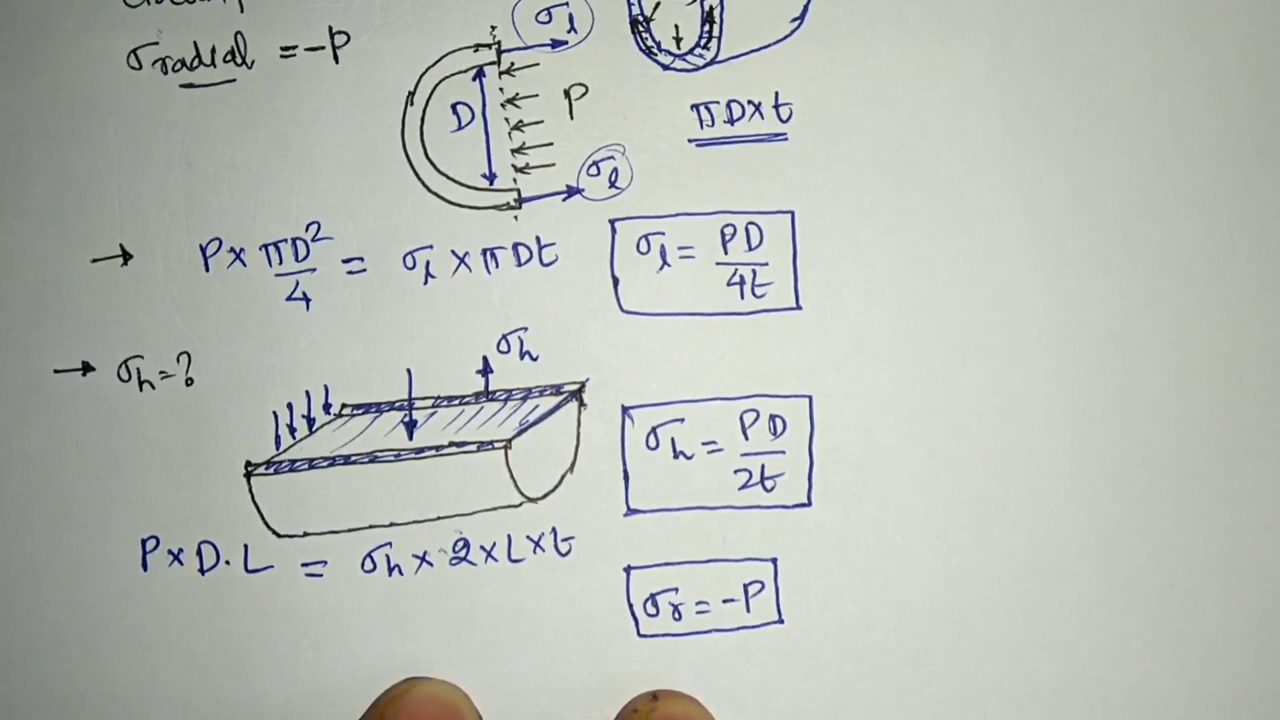 σradial = -P
σl
D
P
σl
πD×t
→ P × πD²/4 = σl × πDt
σl = PD/4t
→ σh = ?
σh
σh = PD/2t
P×D.L = σh × 2×L×t
σr = -P